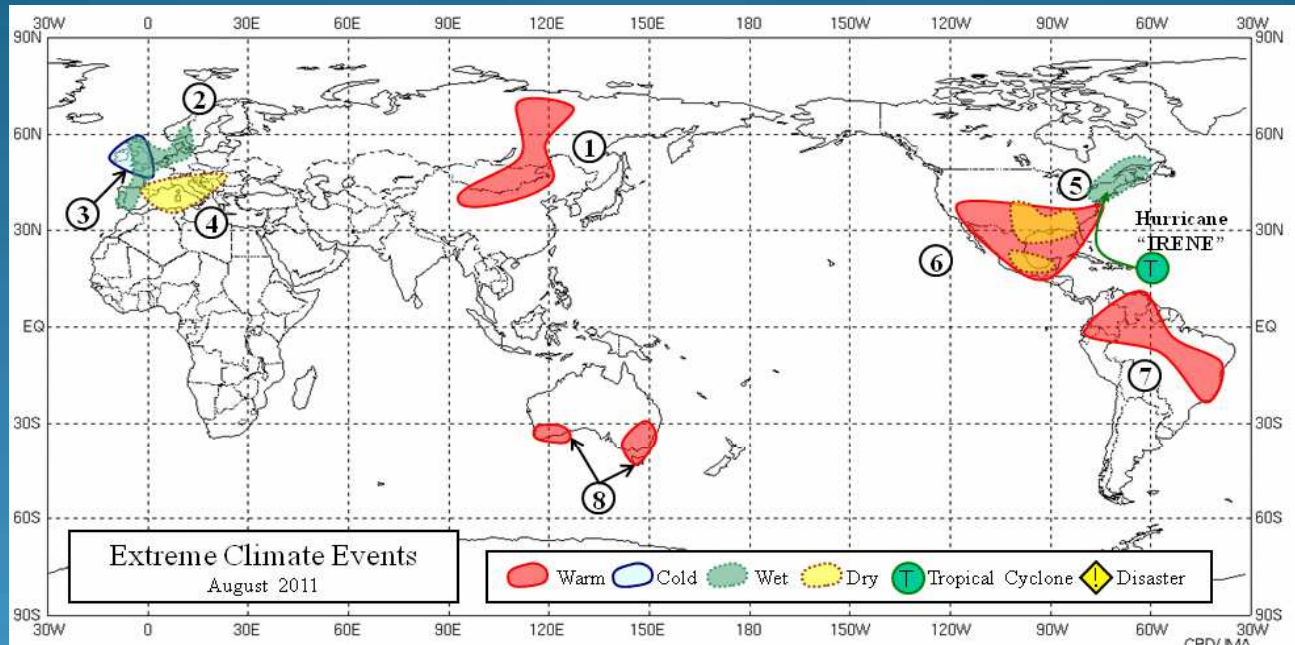 30W 0 30E 60E 90E 120E 150E 180 150W 120W 90W 60W 30W
90N 90N
60N 60N
30N 30N
EQ EQ
30S 30S
60S 60S
90S 90S
2
1
3
4
5
Hurricane
“IRENE”
T
6
7
8
Extreme Climate Events
August 2011
Warm Cold Wet Dry T Tropical Cyclone ! Disaster
30W 0 30E 60E 90E 120E 150E 180 150W 120W 90W 60W 30W